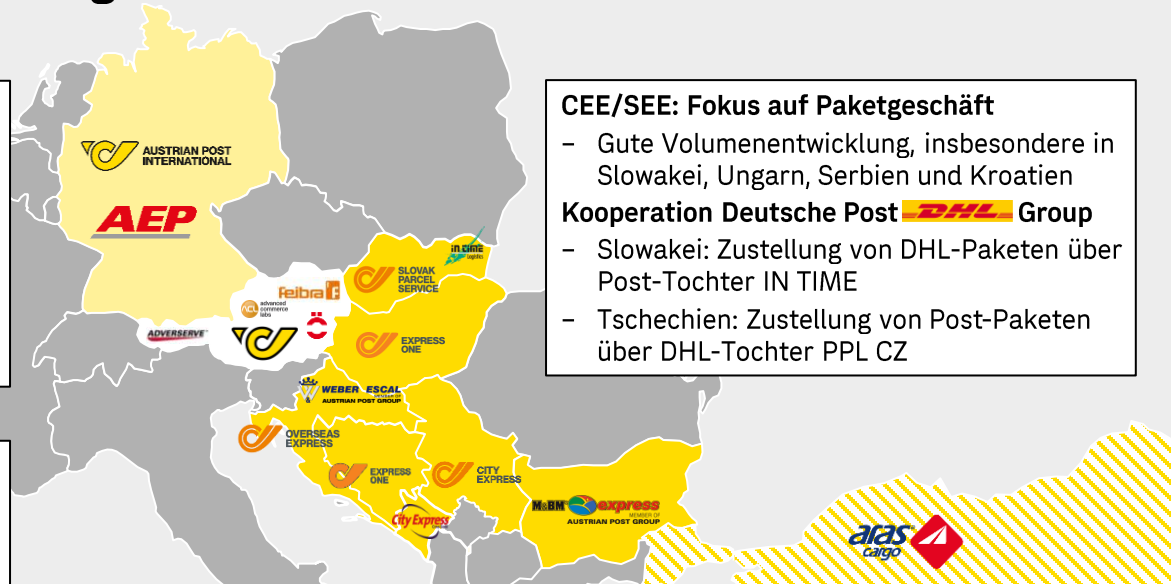 AUSTRIAN POST
INTERNATIONAL
AEP
CEE/SEE: Fokus auf Paketgeschäft
– Gute Volumenentwicklung, insbesondere in
Slowakei, Ungarn, Serbien und Kroatien
Kooperation Deutsche Post DHL Group
– Slowakei: Zustellung von DHL-Paketen über
Post-Tochter IN TIME
– Tschechien: Zustellung von Post-Paketen
über DHL-Tochter PPL CZ
in time
Logistics
SLOVAK
PARCEL
SERVICE
feibra f
ACL advanced
commerce
labs
ö
ADVERSERVE
EXPRESS
ONE
WEBER ESCAL
MEMBER OF
AUSTRIAN POST GROUP
OVERSEAS
EXPRESS
EXPRESS
ONE
CITY
EXPRESS
City Express
M&BM express
MEMBER OF
AUSTRIAN POST GROUP
aras
cargo